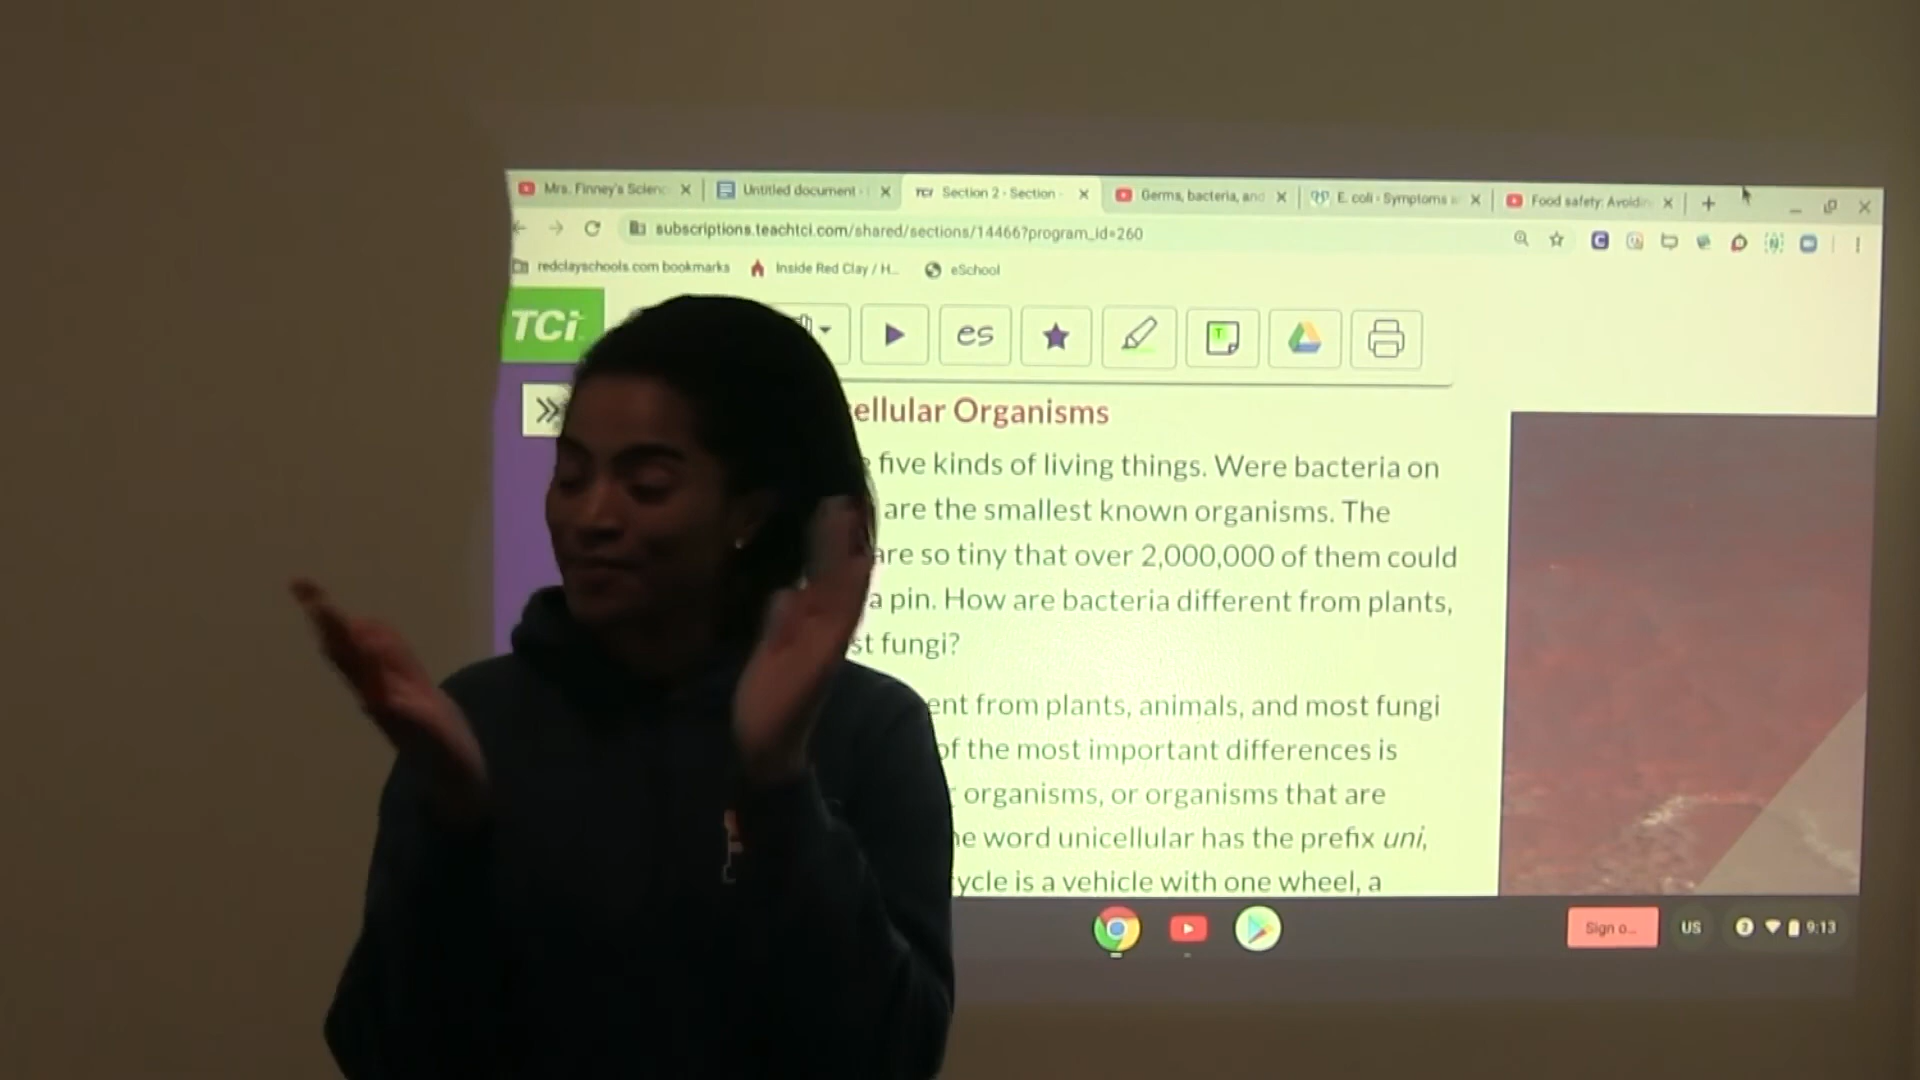 Mrs. Finney's Scienc
Untitled document -
TCI Section 2 - Section -
Germs, bacteria, and
E. coli - Symptoms
Food safety: Avoidin
subscriptions.teachtci.com/shared/sections/14466?program_id=260
redclayschools.com bookmarks
Inside Red Clay / H...
eSchool
TCi
es
T
ellular Organisms
five kinds of living things. Were bacteria on
are the smallest known organisms. The
are so tiny that over 2,000,000 of them could
a pin. How are bacteria different from plants,
st fungi?
ent from plants, animals, and most fungi
of the most important differences is
organisms, or organisms that are
e word unicellular has the prefix uni,
ycle is a vehicle with one wheel, a
Sign o...
US
9:13